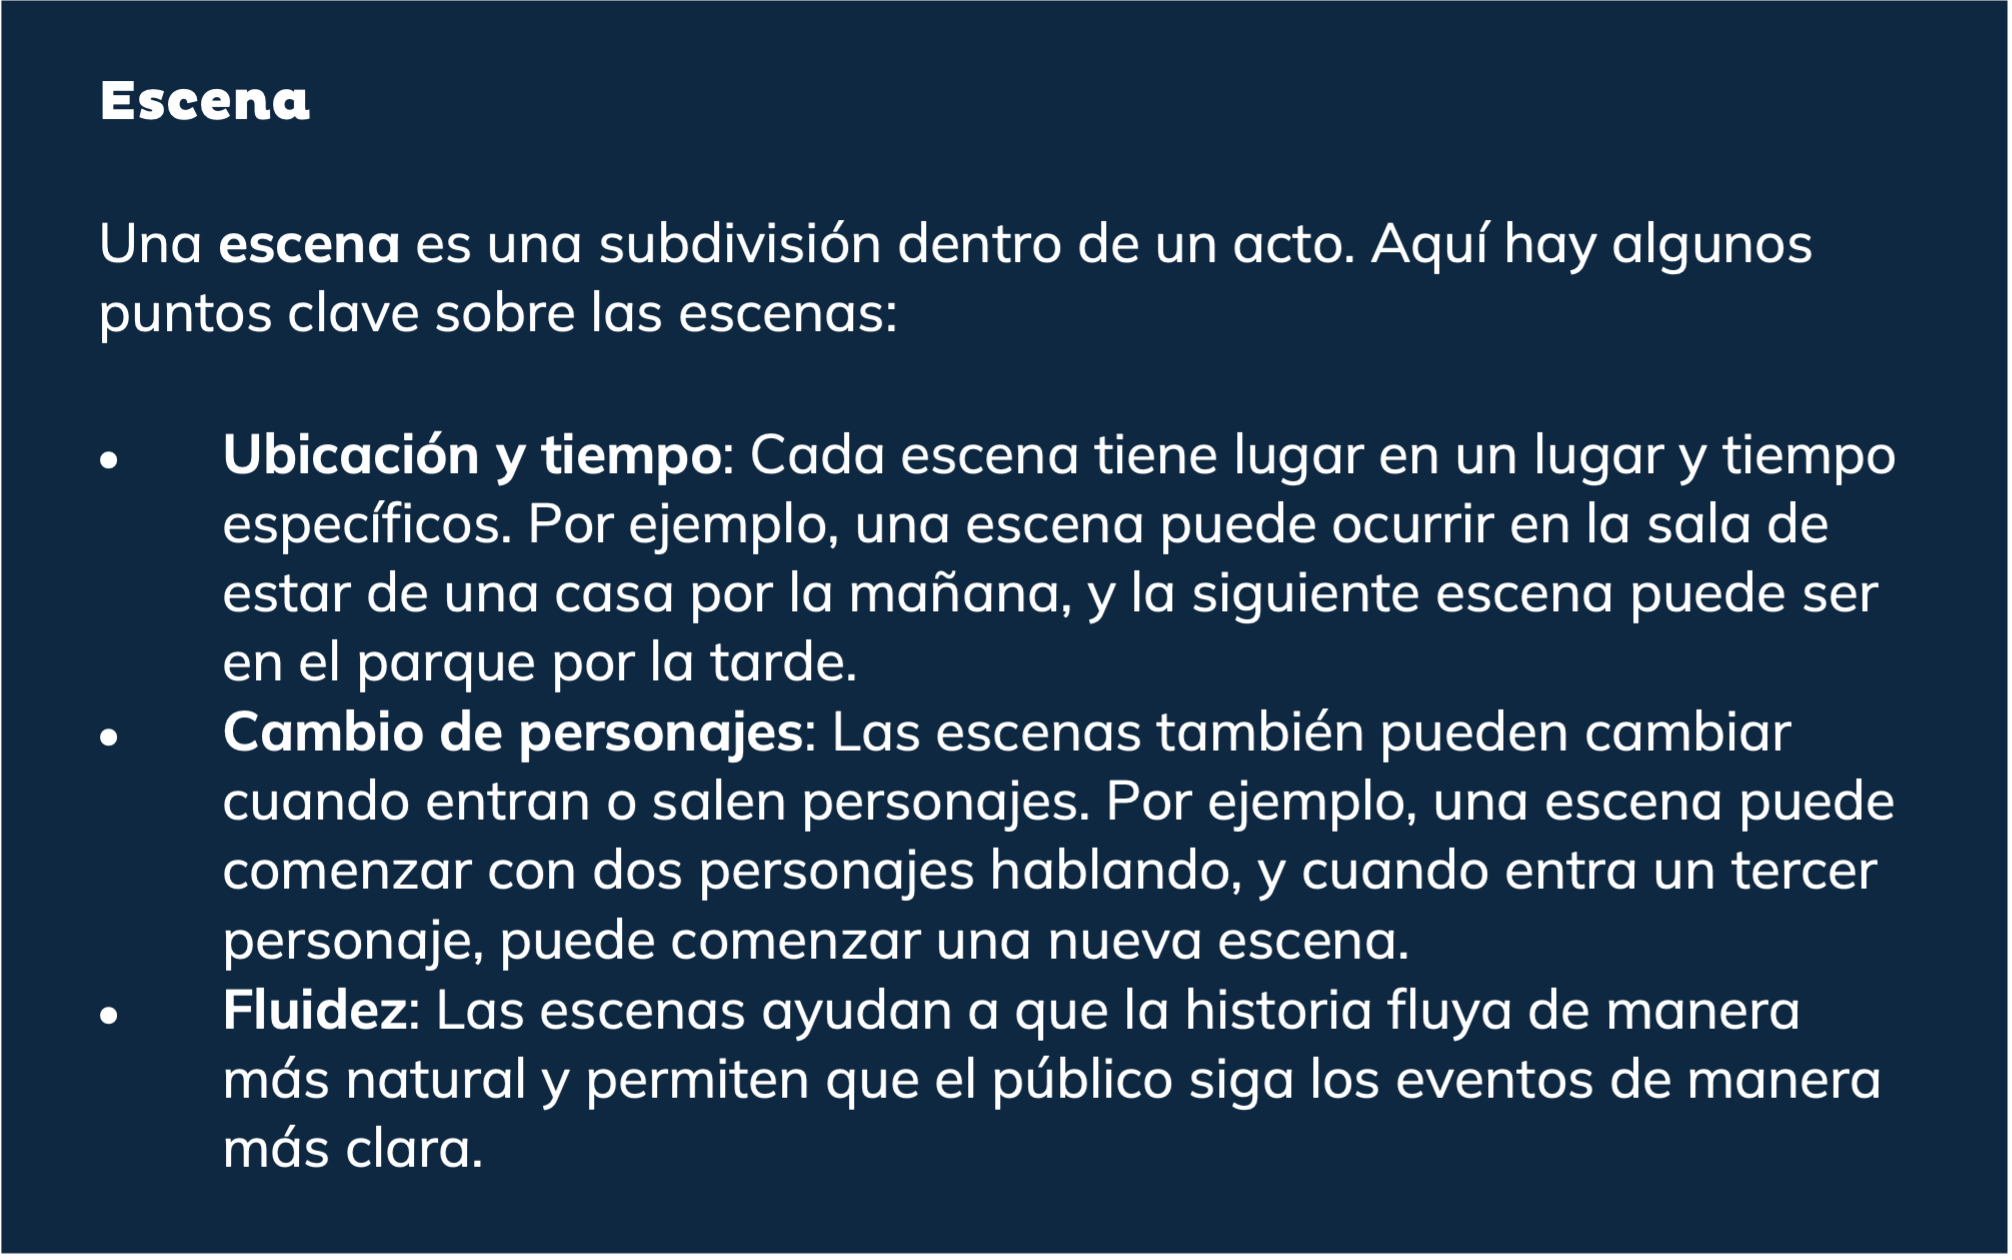 Escena
Una escena es una subdivisión dentro de un acto. Aquí hay algunos
puntos clave sobre las escenas:
• Ubicación y tiempo: Cada escena tiene lugar en un lugar y tiempo
específicos. Por ejemplo, una escena puede ocurrir en la sala de
estar de una casa por la mañana, y la siguiente escena puede ser
en el parque por la tarde.
• Cambio de personajes: Las escenas también pueden cambiar
cuando entran o salen personajes. Por ejemplo, una escena puede
comenzar con dos personajes hablando, y cuando entra un tercer
personaje, puede comenzar una nueva escena.
• Fluidez: Las escenas ayudan a que la historia fluya de manera
más natural y permiten que el público siga los eventos de manera
más clara.